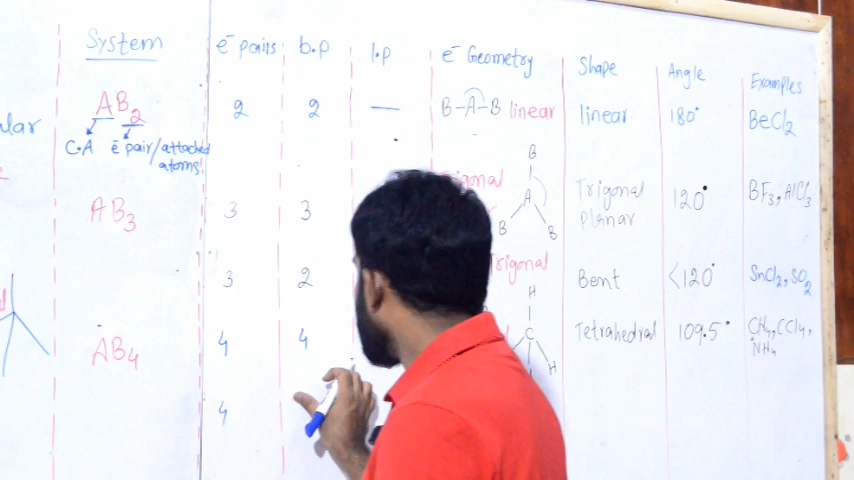 System e⁻ pairs b.p l.p e⁻ Geometry Shape Angle Examples
AB₂ 2 2 — B-A-B linear linear 180° BeCl₂
C.A e⁻ pair/attached atoms
lar
B
AB₃ 3 3 Trigonal A B B Trigonal planar 120° BF₃, AlCl₃
3 2 Trigonal Bent <120° SnCl₂, SO₂
H
AB₄ 4 4 C H Tetrahedral 109.5° CH₄, CCl₄,
NH₄
4